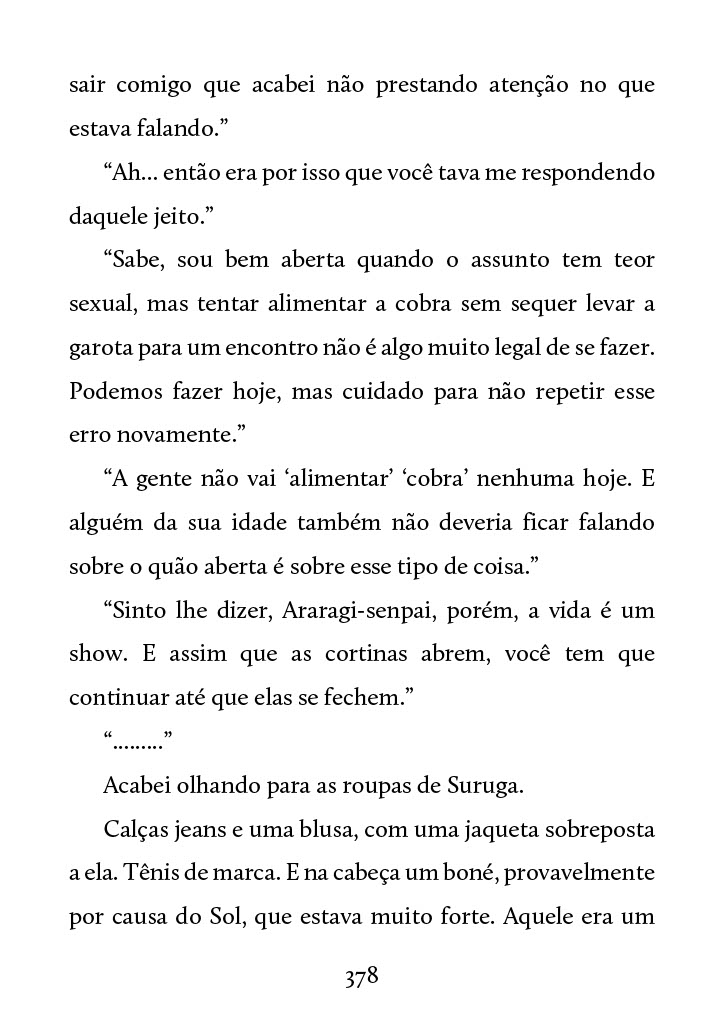 sair comigo que acabei não prestando atenção no que
estava falando.”
“Ah... então era por isso que você tava me respondendo
daquele jeito.”
“Sabe, sou bem aberta quando o assunto tem teor
sexual, mas tentar alimentar a cobra sem sequer levar a
garota para um encontro não é algo muito legal de se fazer.
Podemos fazer hoje, mas cuidado para não repetir esse
erro novamente.”
“A gente não vai ‘alimentar’ ‘cobra’ nenhuma hoje. E
alguém da sua idade também não deveria ficar falando
sobre o quão aberta é sobre esse tipo de coisa.”
“Sinto lhe dizer, Araragi-senpai, porém, a vida é um
show. E assim que as cortinas abrem, você tem que
continuar até que elas se fechem.”
“.........”
Acabei olhando para as roupas de Suruga.
Calças jeans e uma blusa, com uma jaqueta sobreposta
a ela. Tênis de marca. E na cabeça um boné, provavelmente
por causa do Sol, que estava muito forte. Aquele era um
378